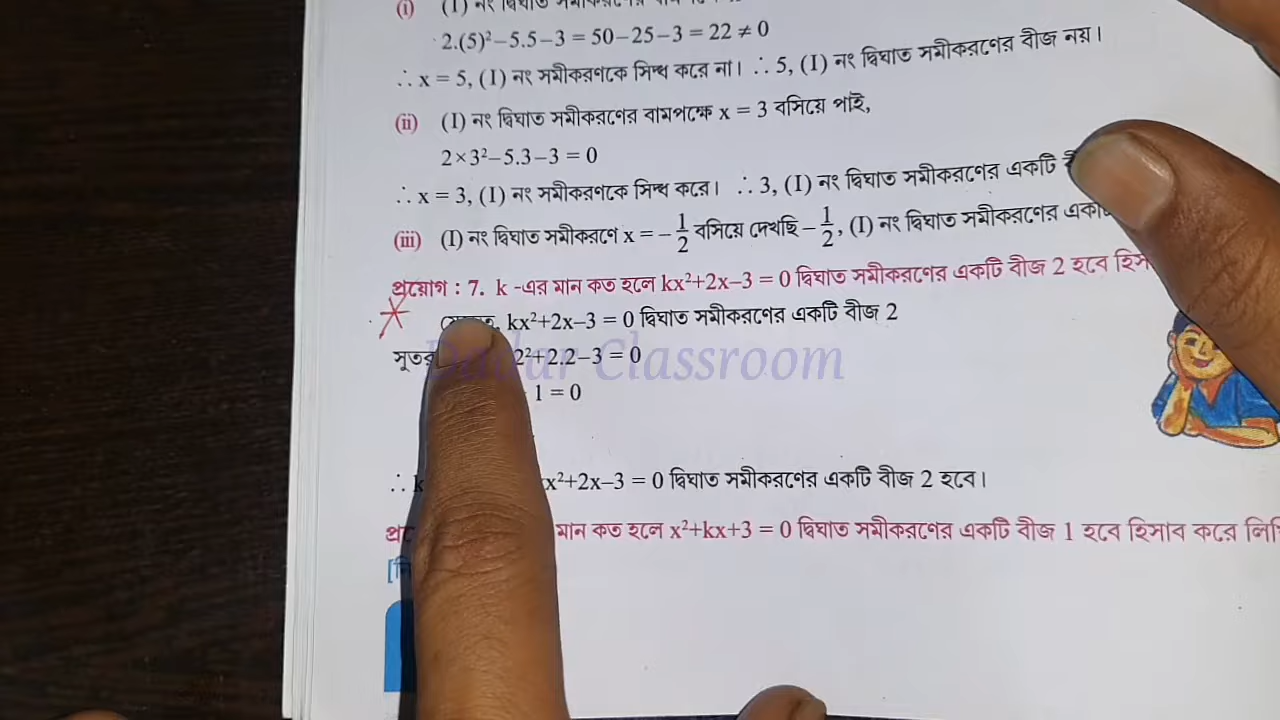 (i) (I) নং দ্বিঘাত সমীকরণের
2.(5)²–5.5–3 = 50–25–3 = 22 ≠ 0
∴ x = 5, (I) নং সমীকরণকে সিদ্ধ করে না। ∴ 5, (I) নং দ্বিঘাত সমীকরণের বীজ নয়।
(ii) (I) নং দ্বিঘাত সমীকরণের বামপক্ষে x = 3 বসিয়ে পাই,
2×3²–5.3–3 = 0
∴ x = 3, (I) নং সমীকরণকে সিদ্ধ করে। ∴ 3, (I) নং দ্বিঘাত সমীকরণের একটি
(iii) (I) নং দ্বিঘাত সমীকরণে x = –1/2 বসিয়ে দেখছি –1/2, (I) নং দ্বিঘাত সমীকরণের
প্রয়োগ : 7. k -এর মান কত হলে kx²+2x–3 = 0 দ্বিঘাত সমীকরণের একটি বীজ 2 হবে
kx²+2x–3 = 0 দ্বিঘাত সমীকরণের একটি বীজ 2
2²+2.2–3 = 0
1 = 0
Dadar Classroom
∴ k x²+2x–3 = 0 দ্বিঘাত সমীকরণের একটি বীজ 2 হবে।
মান কত হলে x²+kx+3 = 0 দ্বিঘাত সমীকরণের একটি বীজ 1 হবে হিসাব করে